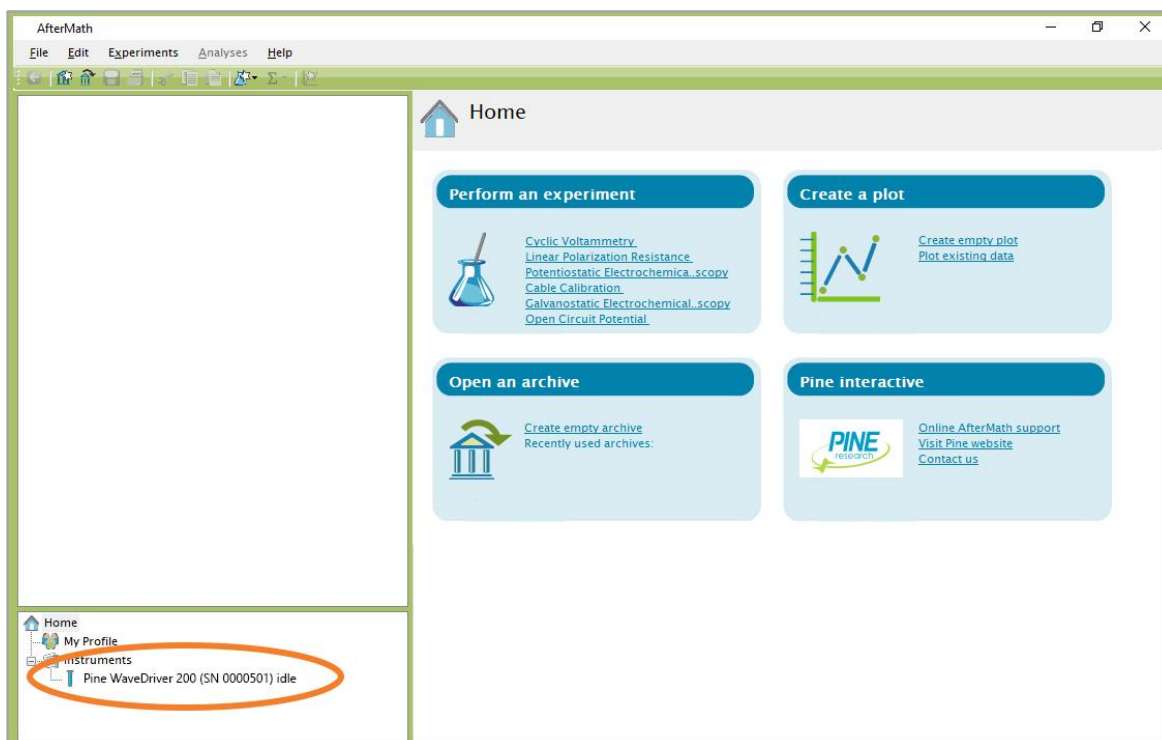 AfterMath
File Edit Experiments Analyses Help
Home
Perform an experiment
Cyclic Voltammetry
Linear Polarization Resistance
Potentiostatic Electrochemica..scopy
Cable Calibration
Galvanostatic Electrochemical..scopy
Open Circuit Potential
Create a plot
Create empty plot
Plot existing data
Open an archive
Create empty archive
Recently used archives:
Pine interactive
PINE
research
Online AfterMath support
Visit Pine website
Contact us
Home
My Profile
Instruments
Pine WaveDriver 200 (SN 0000501) idle